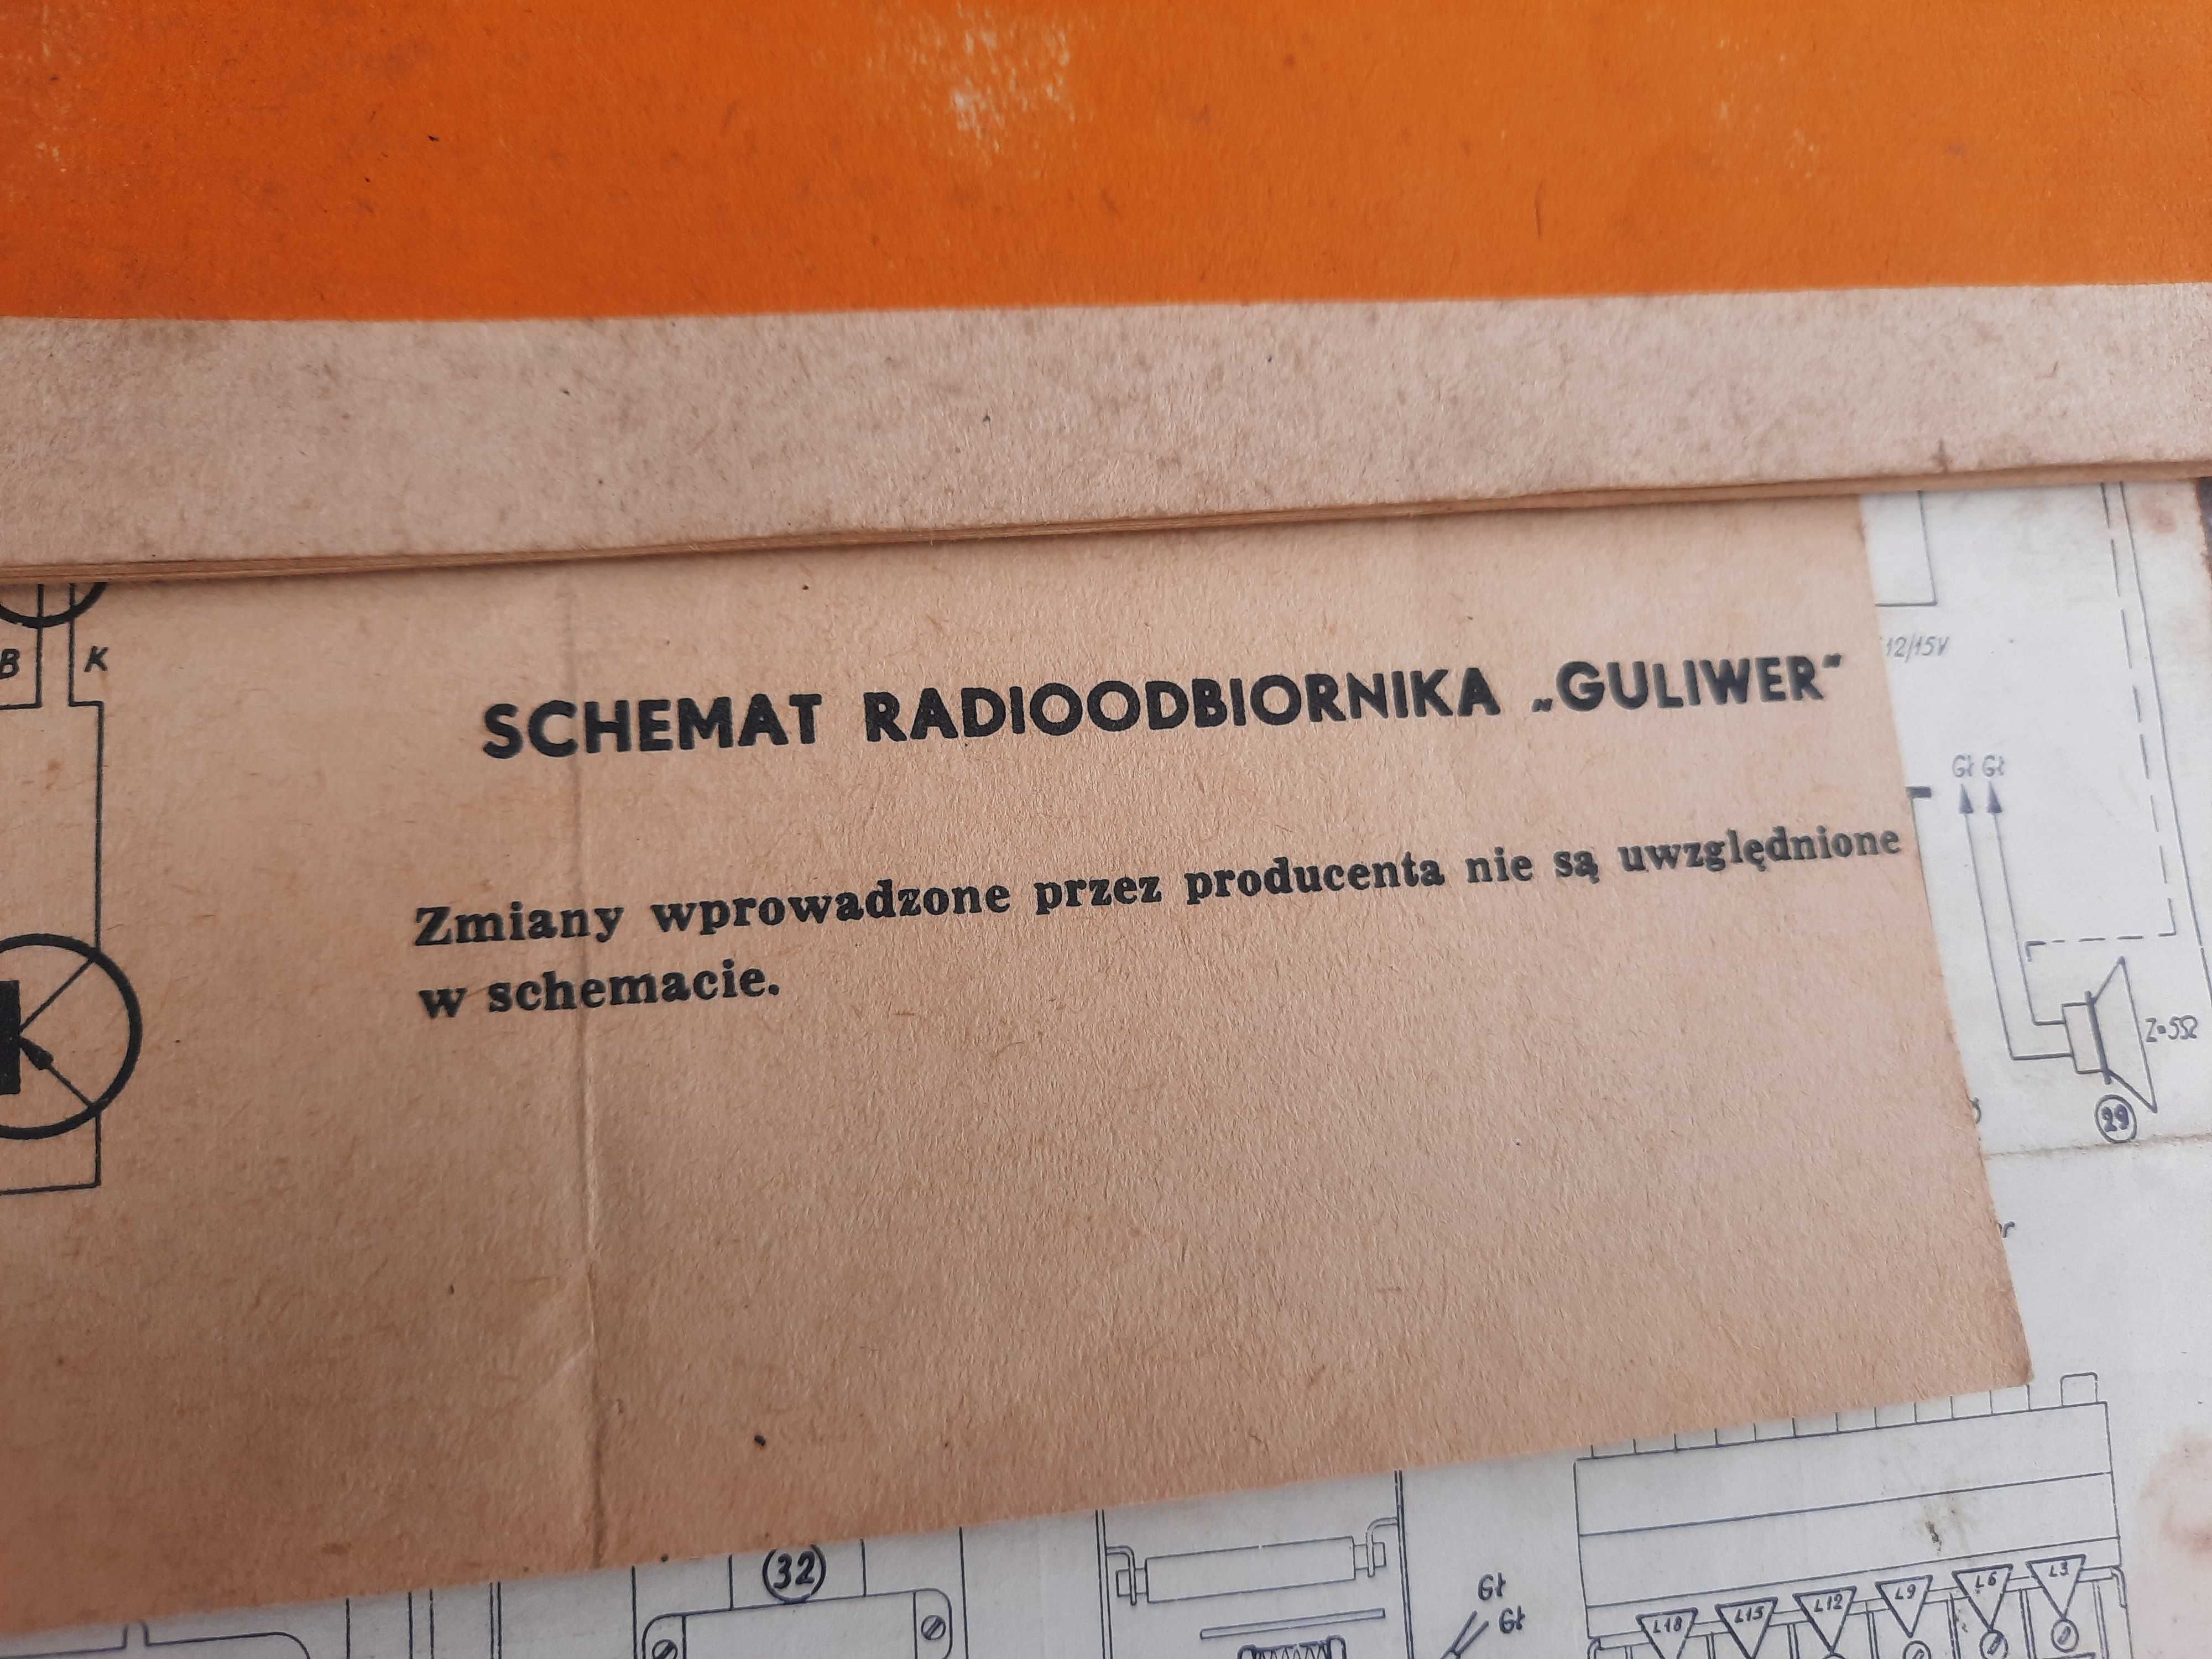 B K
SCHEMAT RADIOODBIORNIKA „GULIWER”
Zmiany wprowadzone przez producenta nie są uwzględnione
w schemacie.
12/15V
Gł Gł
Z=5Ω
29
32
Gł
Gł
L18 L15 L12 L9 L6 L3